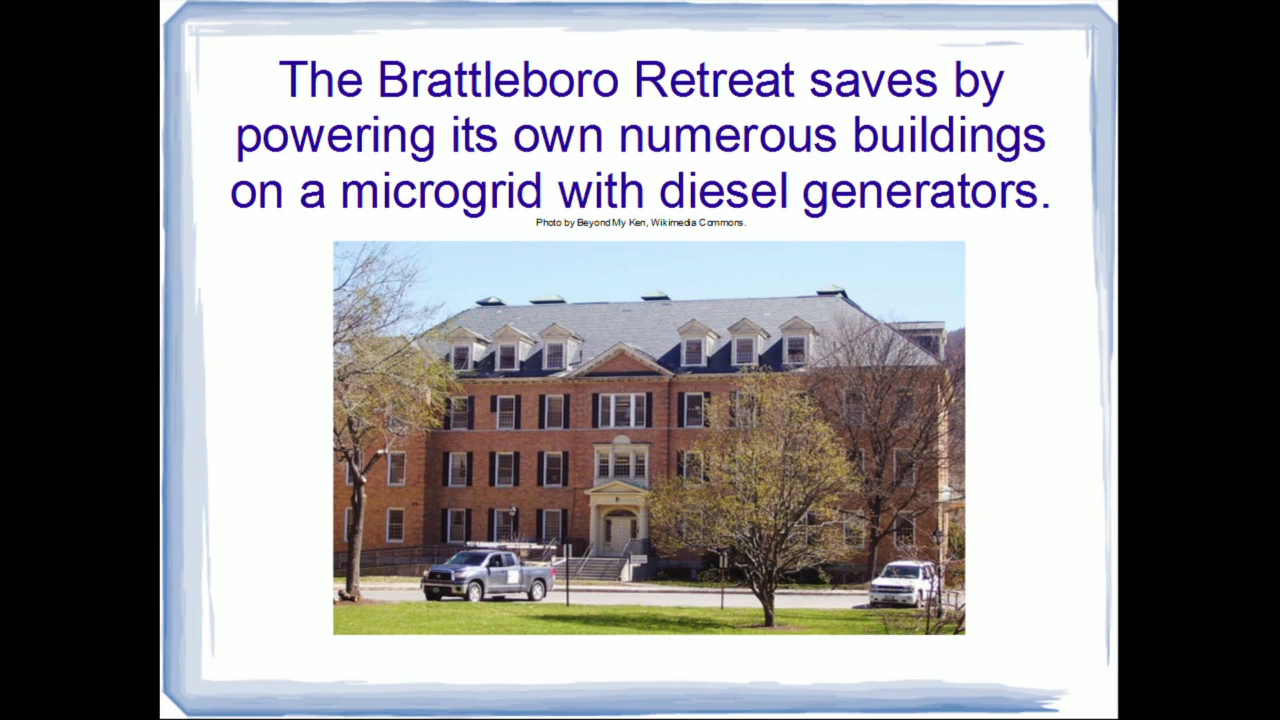 The Brattleboro Retreat saves by
powering its own numerous buildings
on a microgrid with diesel generators.
Photo by Beyond My Ken, Wikimedia Commons.